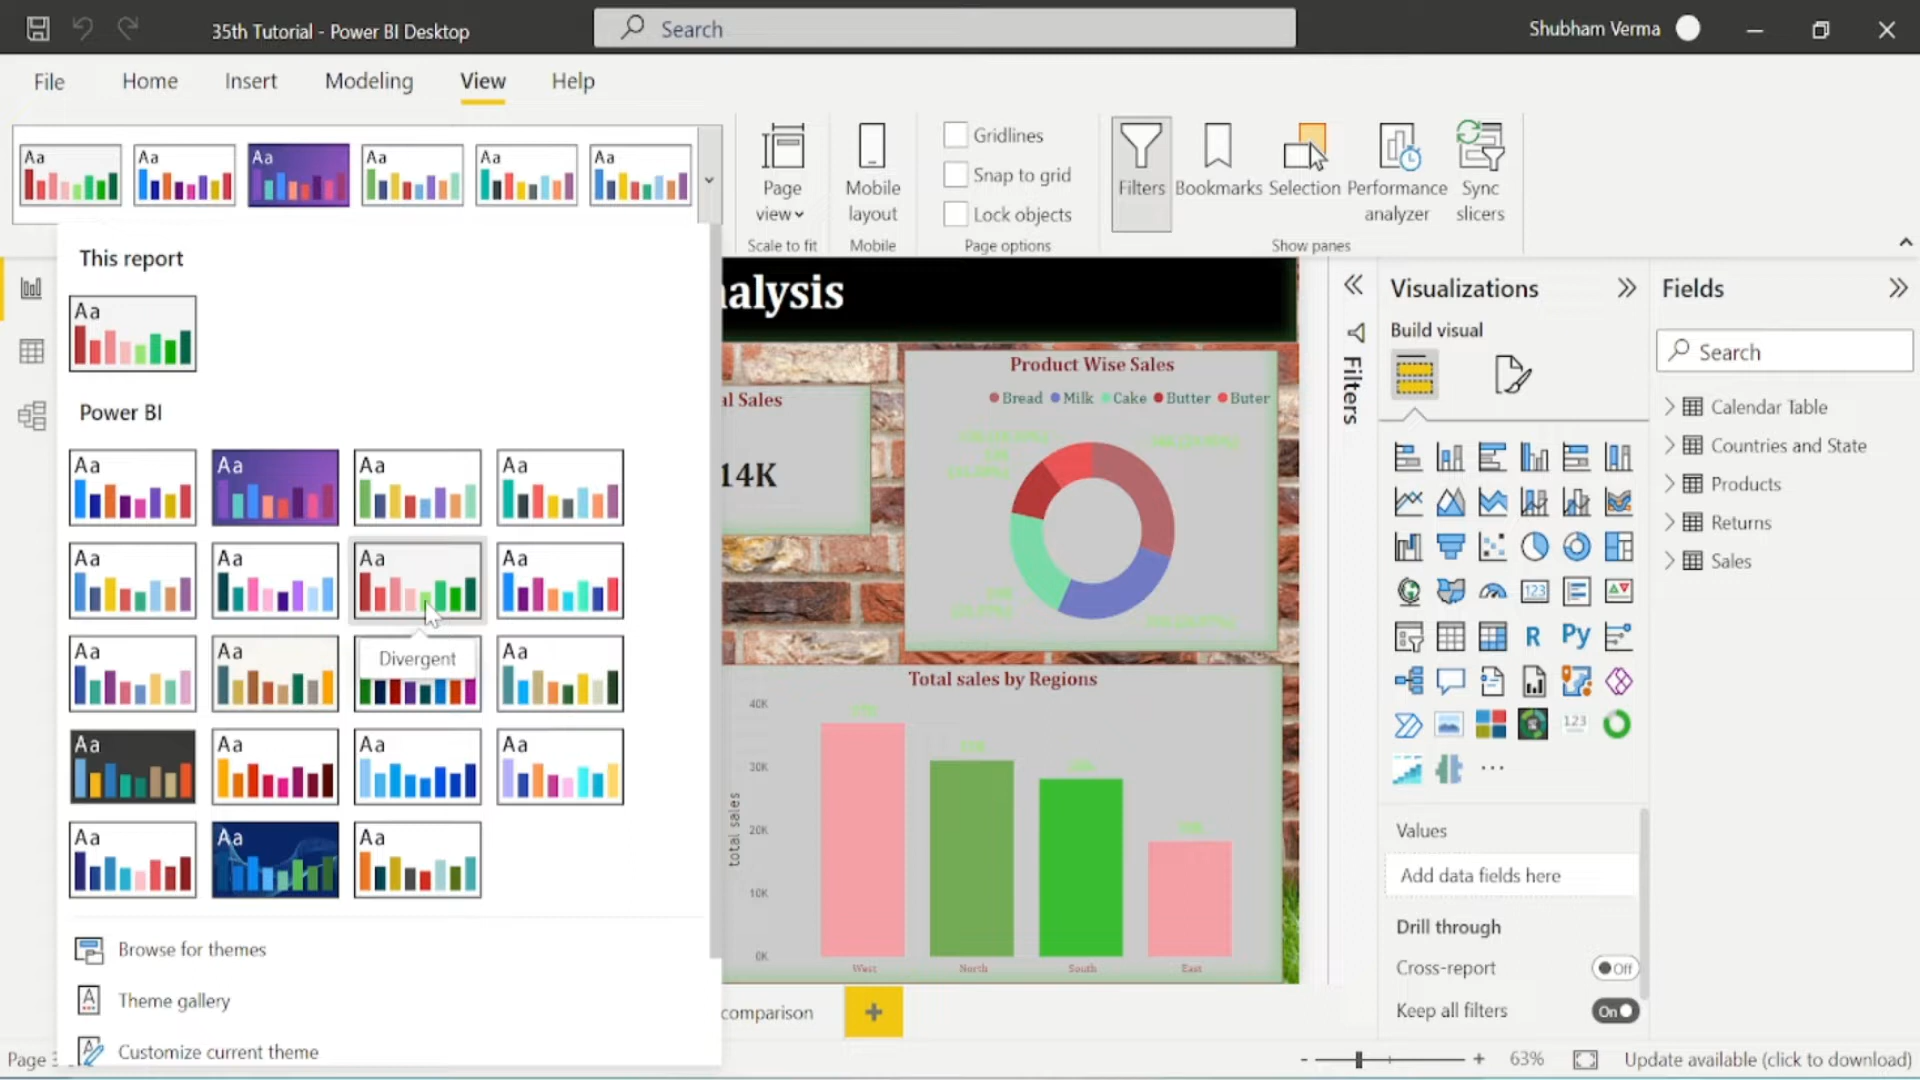 35th Tutorial - Power BI Desktop
Search
Shubham Verma
File
Home
Insert
Modeling
View
Help
Aa
Aa
Aa
Aa
Aa
Aa
Page view
Mobile layout
Gridlines
Snap to grid
Lock objects
Filters
Bookmarks
Selection
Performance analyzer
Sync slicers
Scale to fit
Mobile
Page options
Show panes
This report
Aa
Power BI
Aa
Aa
Aa
Aa
Aa
Aa
Aa
Aa
Aa
Aa
Divergent
Aa
Aa
Aa
Aa
Aa
Aa
Aa
Aa
Browse for themes
Theme gallery
Customize current theme
Page
alysis
al Sales
14K
Product Wise Sales
Bread
Milk
Cake
Butter
Buter
Total sales by Regions
total sales
40K
30K
20K
10K
0K
West
North
South
East
comparison
+
Filters
Visualizations
Build visual
123
R
Py
123
...
Values
Add data fields here
Drill through
Cross-report
Off
Keep all filters
On
Fields
Search
Calendar Table
Countries and State
Products
Returns
Sales
- + 63%
Update available (click to download)